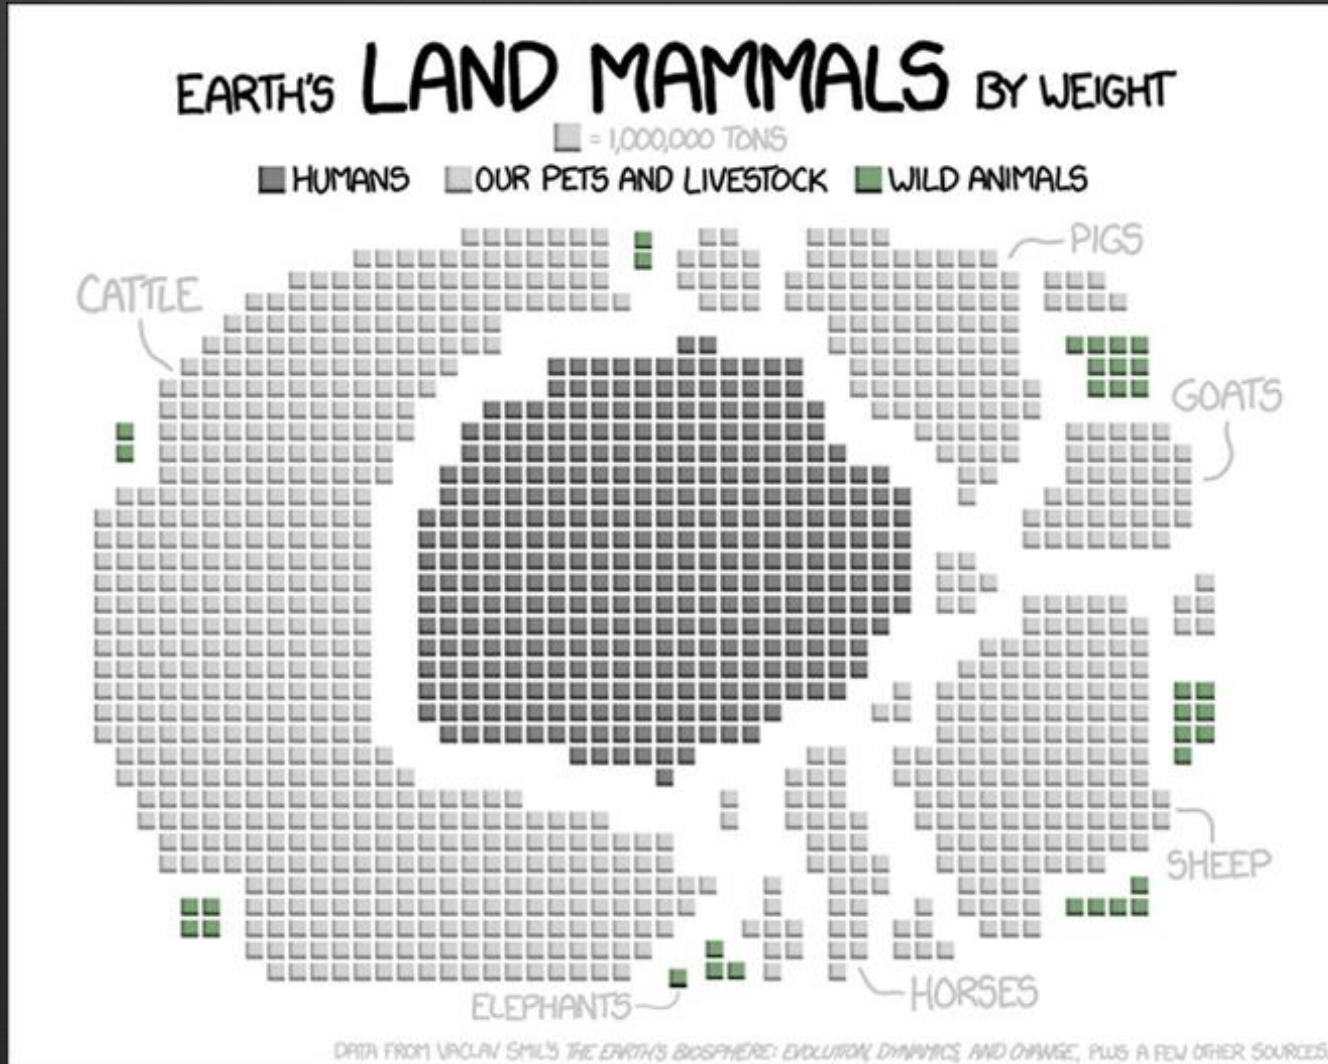 EARTH'S LAND MAMMALS BY WEIGHT
= 1,000,000 TONS
HUMANS OUR PETS AND LIVESTOCK WILD ANIMALS
PIGS
CATTLE
GOATS
SHEEP
HORSES
ELEPHANTS
DATA FROM VACLAV SMIL'S THE EARTH'S BIOSPHERE: EVOLUTION, DYNAMICS, AND CHANGE, PLUS A FEW OTHER SOURCES